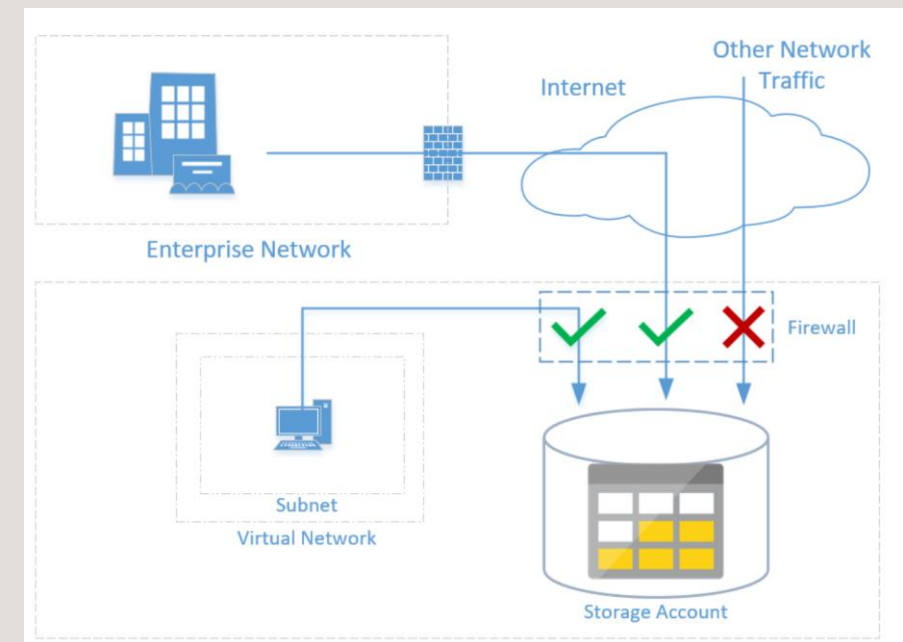 Other Network
Traffic
Internet
Enterprise Network
Firewall
Subnet
Virtual Network
Storage Account